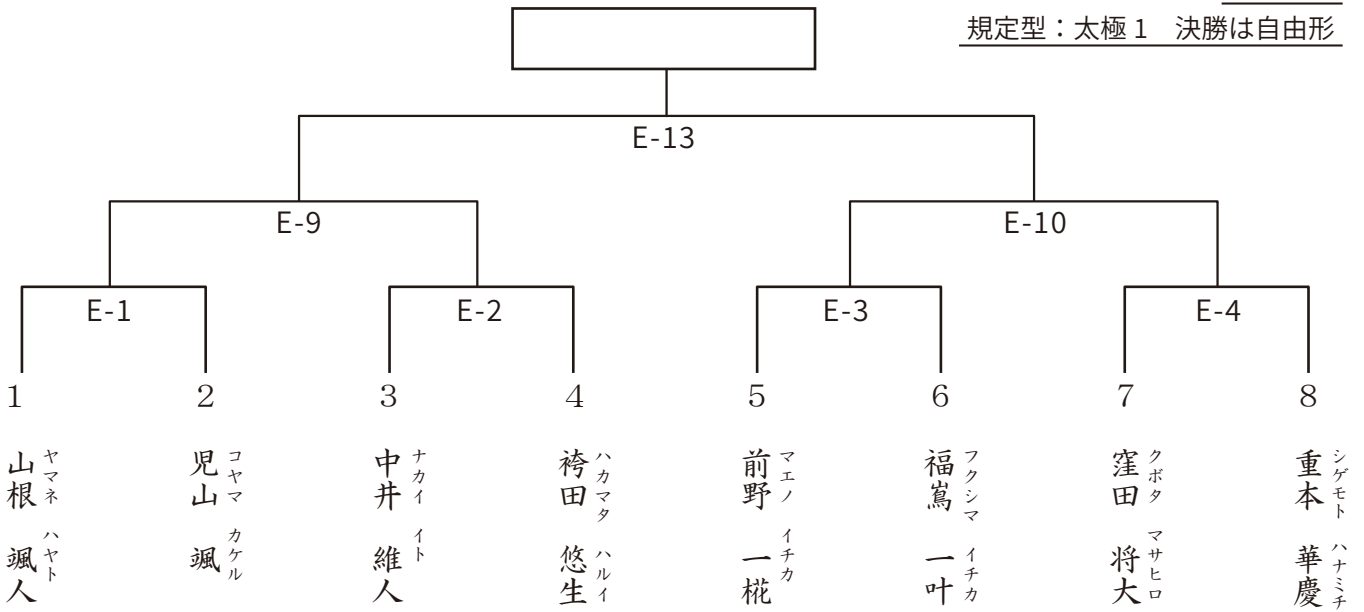 規定型：太極1　決勝は自由形
E-13
E-9
E-10
E-1
E-2
E-3
E-4
1
2
3
4
5
6
7
8
山根　颯人
ヤマネ　ハヤト
児山　颯
コヤマ　カケル
中井　維人
ナカイ　イト
袴田　悠生
ハカマタ　ハルイ
前野　一椛
マエノ　イチカ
福嶌　一叶
フクシマ　イチカ
窪田　将大
クボタ　マサヒロ
重本　華慶
シゲモト　ハナミチ